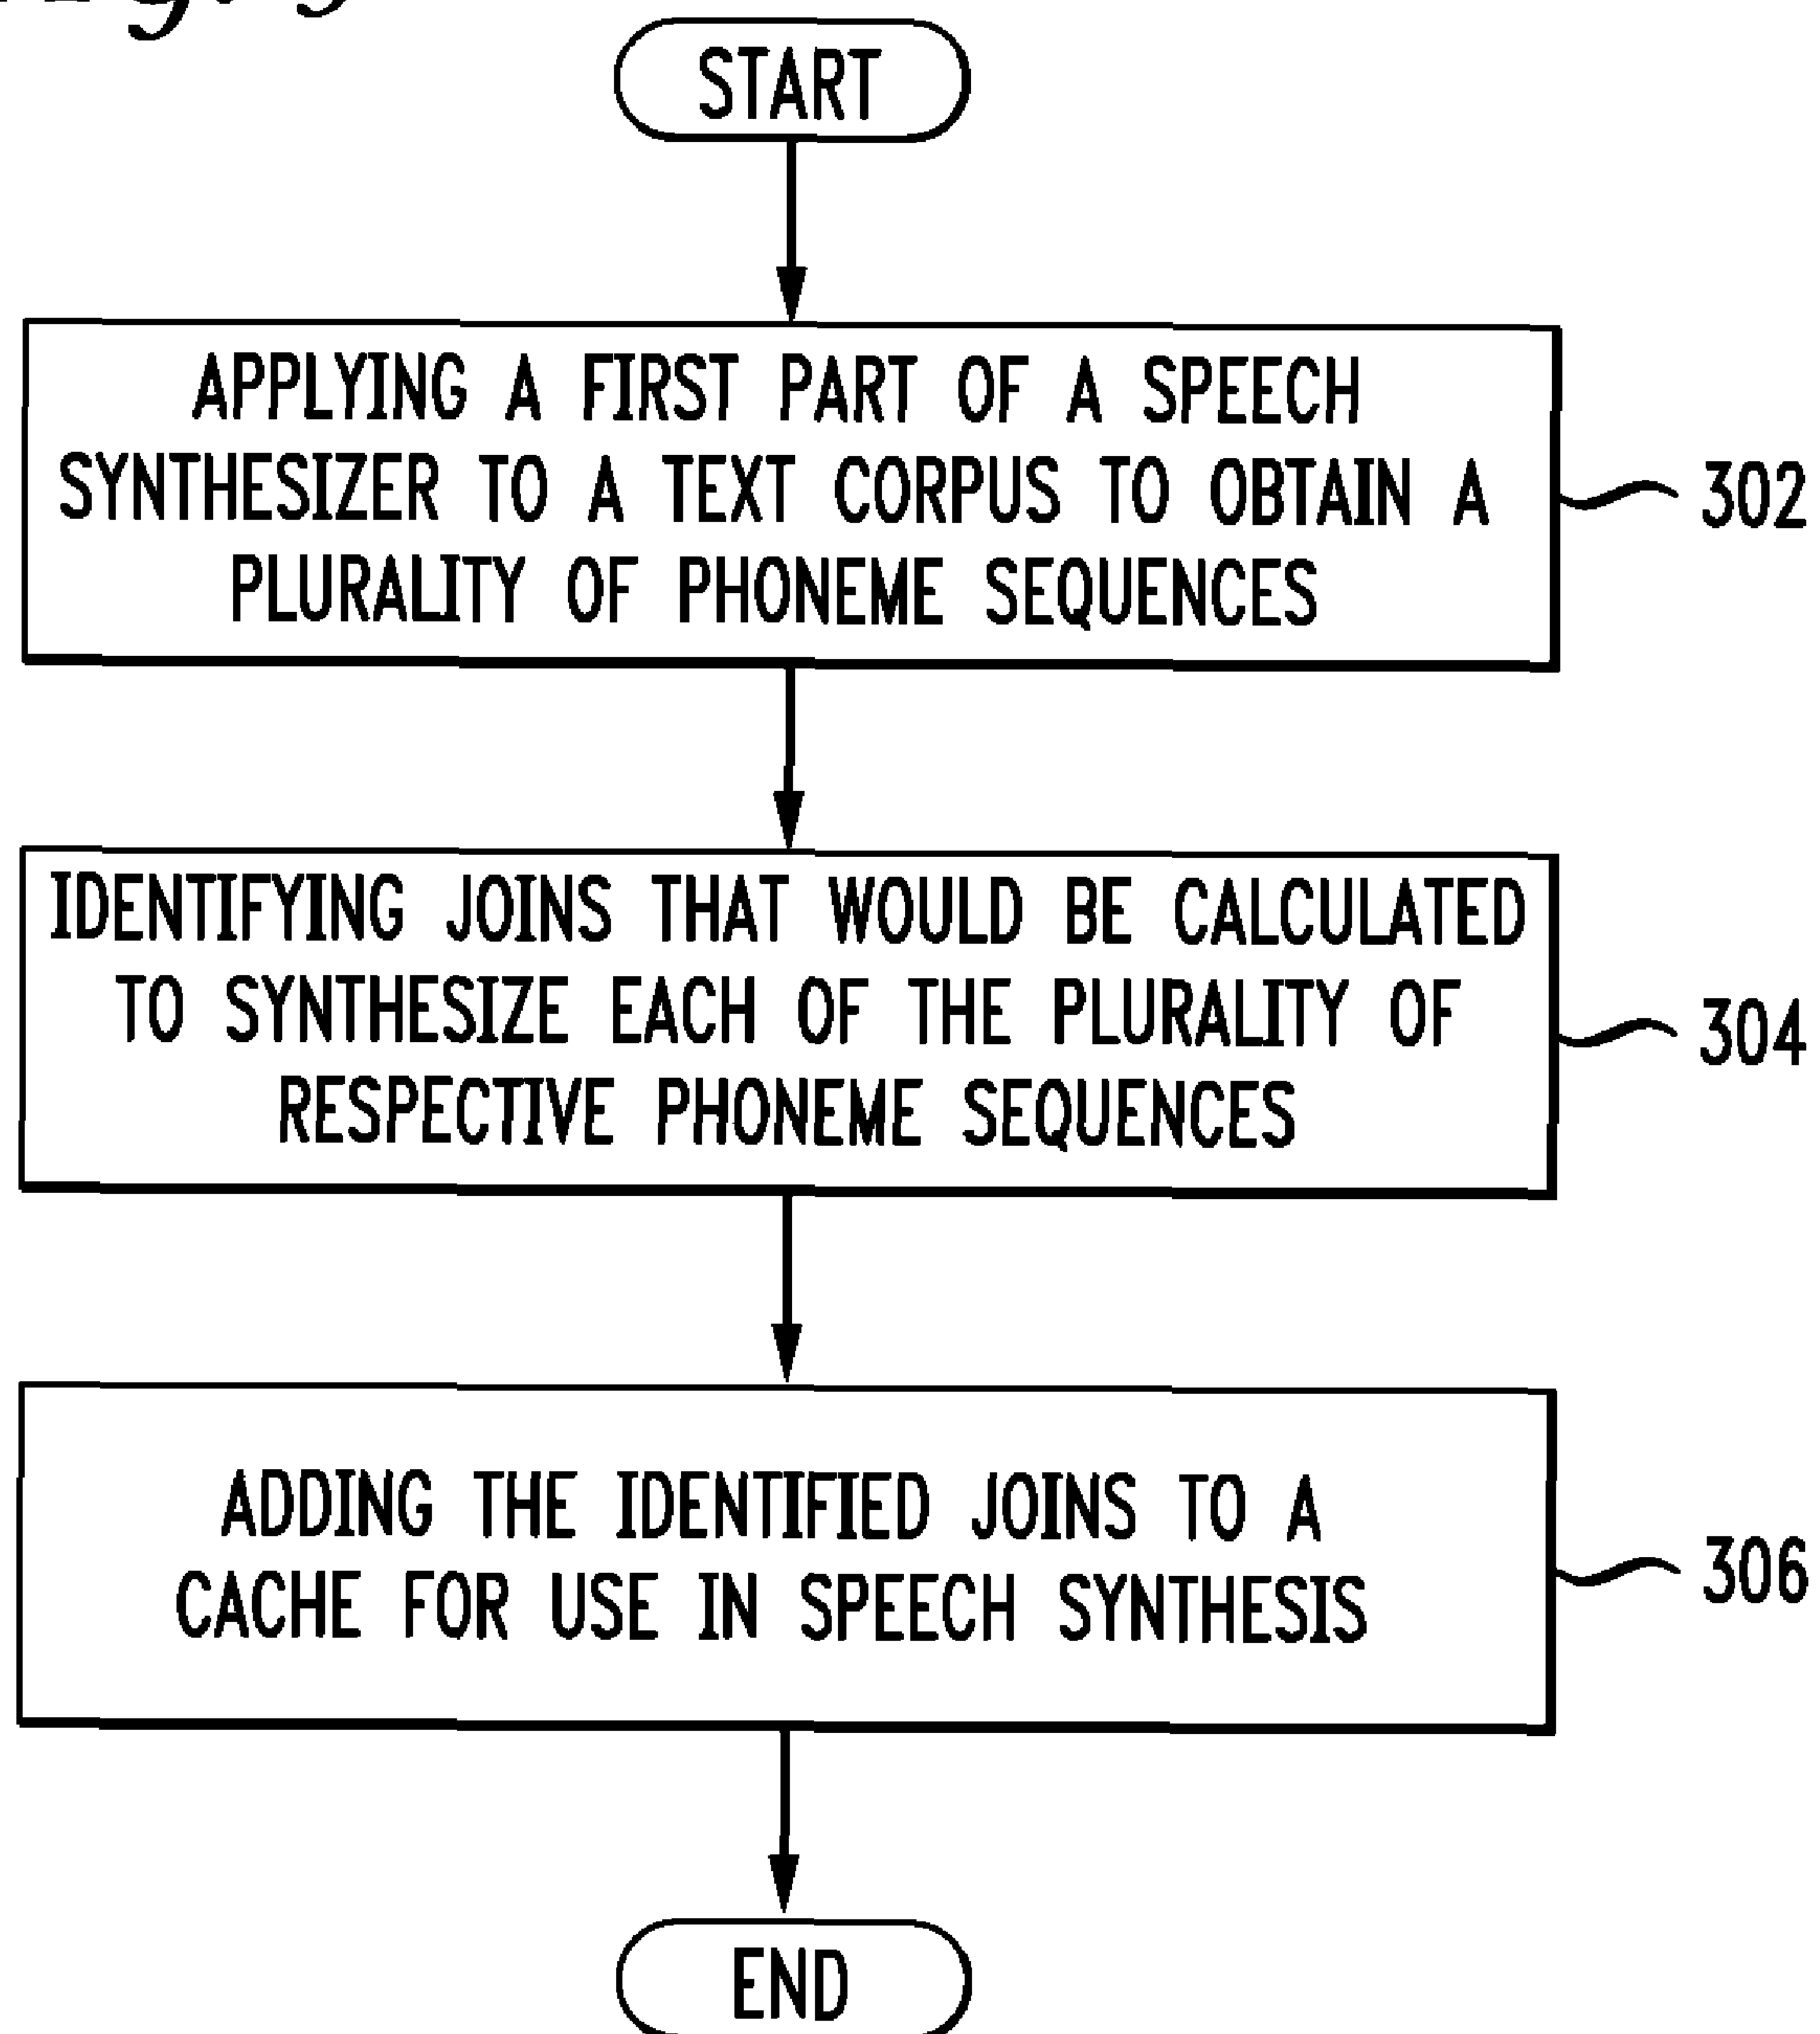 START
APPLYING A FIRST PART OF A SPEECH
SYNTHESIZER TO A TEXT CORPUS TO OBTAIN A
PLURALITY OF PHONEME SEQUENCES
302
IDENTIFYING JOINS THAT WOULD BE CALCULATED
TO SYNTHESIZE EACH OF THE PLURALITY OF
RESPECTIVE PHONEME SEQUENCES
304
ADDING THE IDENTIFIED JOINS TO A
CACHE FOR USE IN SPEECH SYNTHESIS
306
END